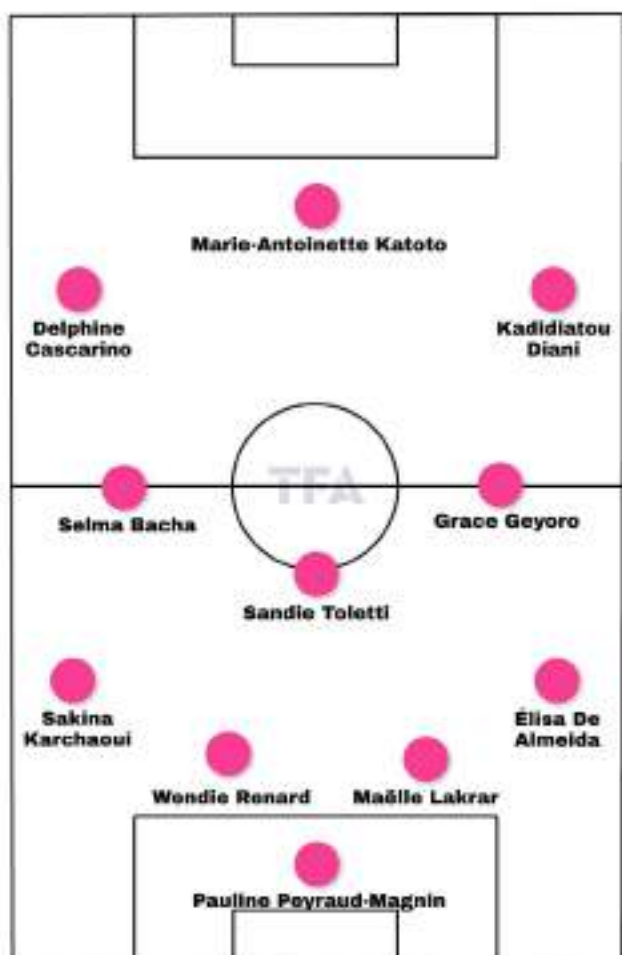 Marie-Antoinette Katoto
Delphine
Cascarino
Kadidiatou
Diani
TFA
Selma Bacha
Grace Geyoro
Sandie Toletti
Sakina
Karchaoui
Élisa De
Almeida
Wendie Renard
Maëlle Lakrar
Pauline Peyraud-Magnin